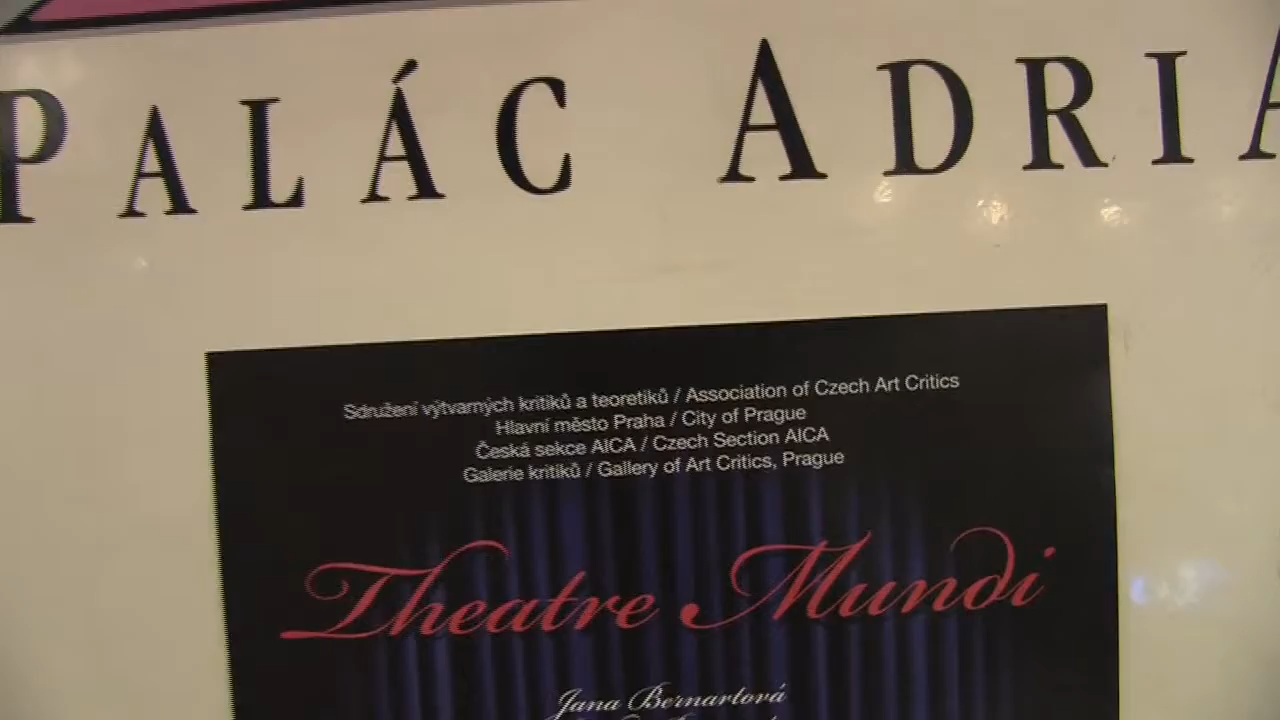 PALÁC ADRIA
Sdružení výtvarných kritiků a teoretiků / Association of Czech Art Critics
Hlavní město Praha / City of Prague
Česká sekce AICA / Czech Section AICA
Galerie kritiků / Gallery of Art Critics, Prague
Theatre Mundi
Jana Bernartová